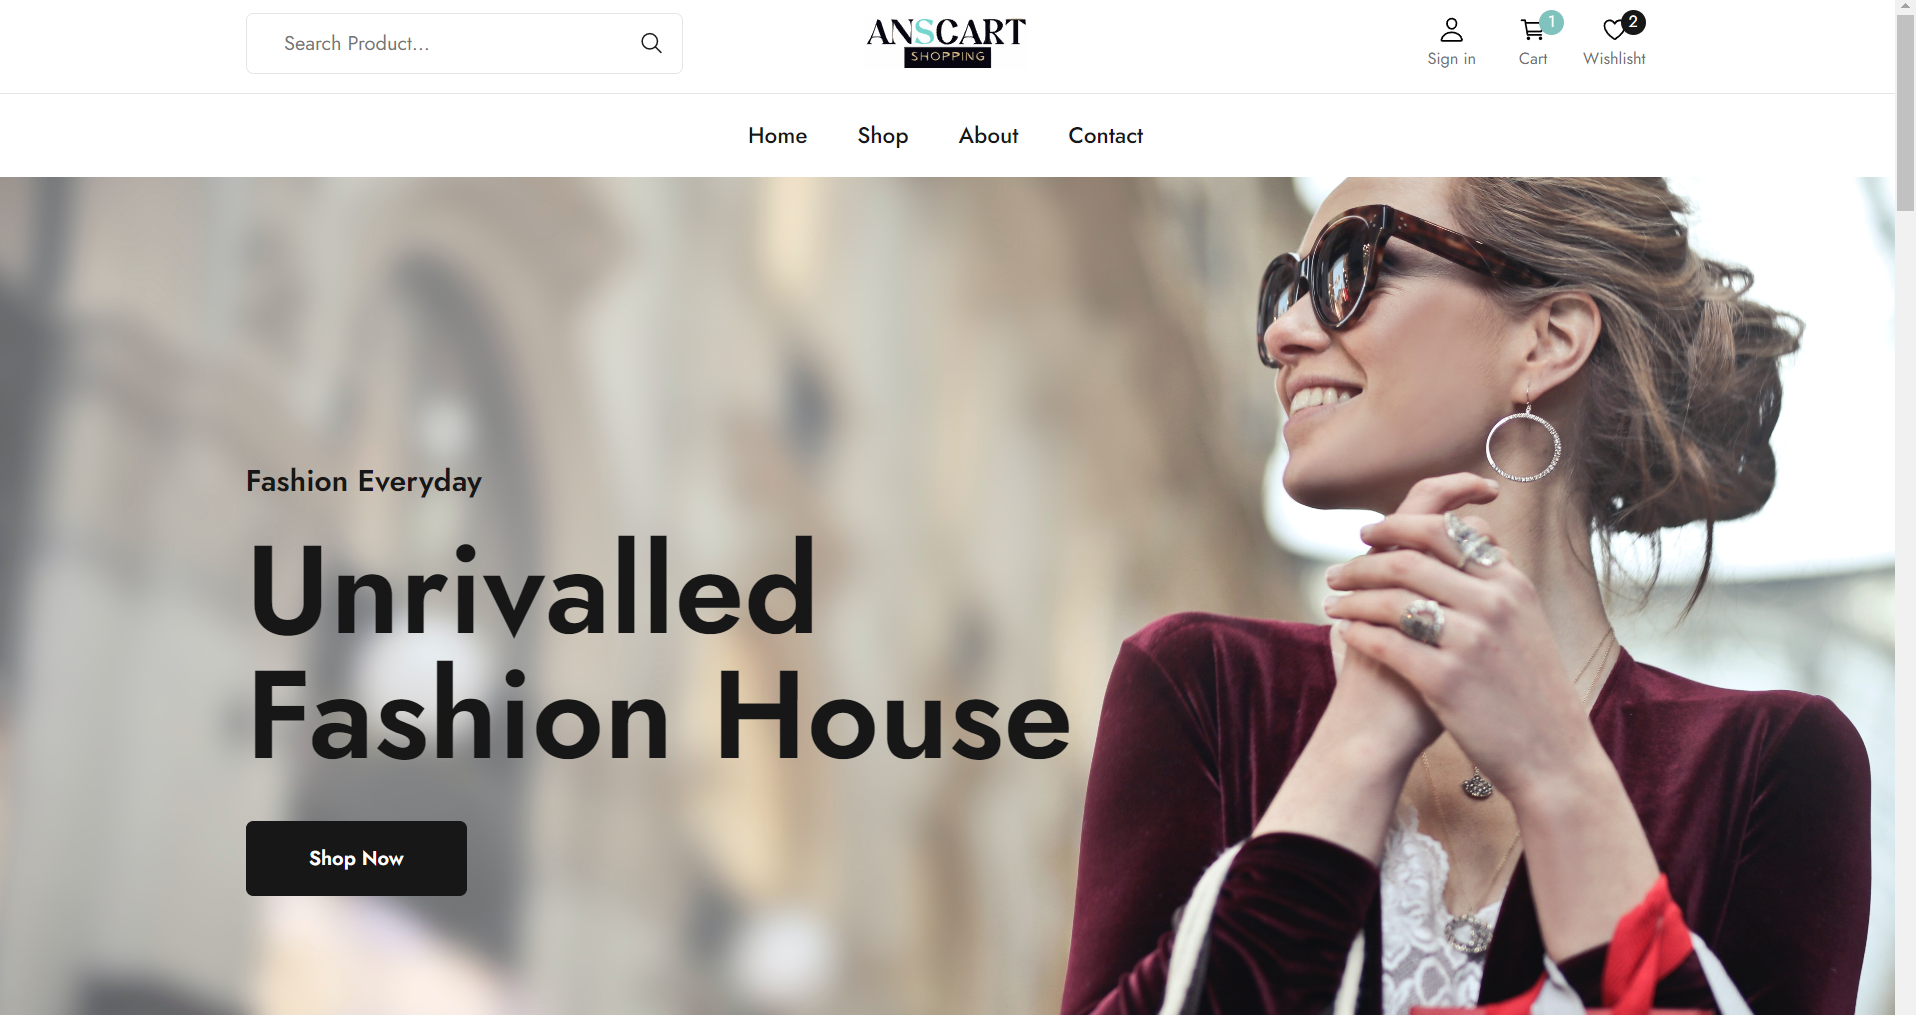 Search Product...
ANSCART
SHOPPING
1
2
Sign in
Cart
Wishlisht
Home
Shop
About
Contact
Fashion Everyday
Unrivalled
Fashion House
Shop Now